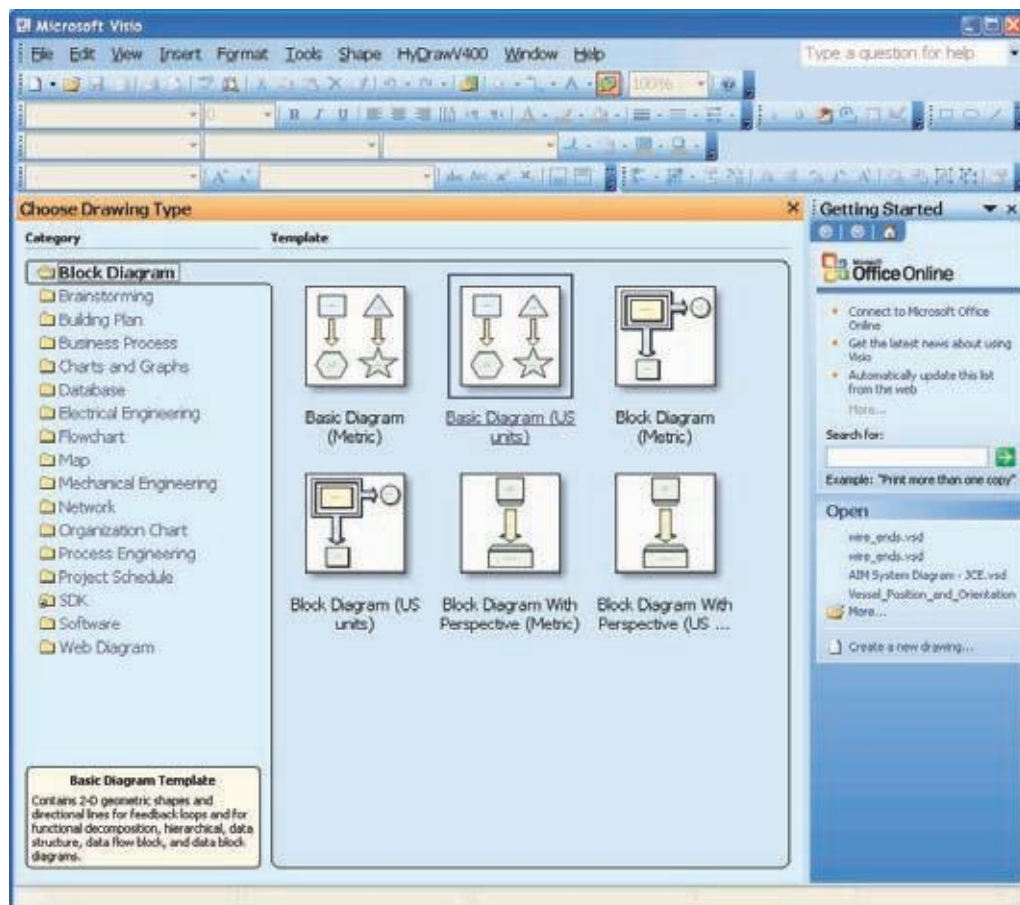 Microsoft Visio
File Edit View Insert Format Tools Shape HyDrawV400 Window Help
Type a question for help
100%
Choose Drawing Type
Category
Template
Block Diagram
Brainstorming
Building Plan
Business Process
Charts and Graphs
Database
Electrical Engineering
Flowchart
Map
Mechanical Engineering
Network
Organization Chart
Process Engineering
Project Schedule
SDK
Software
Web Diagram
Basic Diagram
(Metric)
Basic Diagram (US
units)
Block Diagram
(Metric)
Block Diagram (US
units)
Block Diagram With
Perspective (Metric)
Block Diagram With
Perspective (US ...
Basic Diagram Template
Contains 2-D geometric shapes and
directional lines for feedback loops and for
functional decomposition, hierarchical, data
structure, data flow block, and data block
diagrams.
Getting Started
Microsoft
Office Online
Connect to Microsoft Office
Online
Get the latest news about using
Visio
Automatically update this list
from the web
More...
Search for:
Example: "Print more than one copy"
Open
wire_ends.vsd
wire_ends.vsd
AIM System Diagram - JCE.vsd
Vessel_Position_and_Orientation
More...
Create a new drawing...